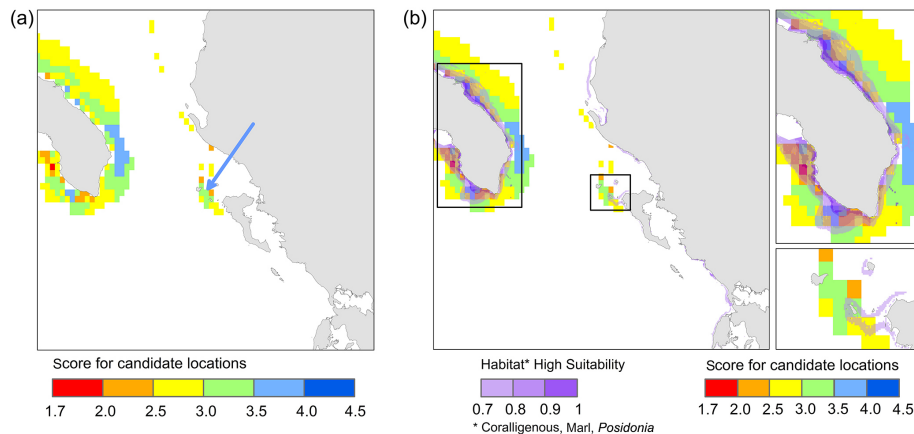 (a)
(b)
Score for candidate locations
1.7 2.0 2.5 3.0 3.5 4.0 4.5
Habitat* High Suitability
0.7 0.8 0.9 1
* Coralligenous, Marl, Posidonia
Score for candidate locations
1.7 2.0 2.5 3.0 3.5 4.0 4.5